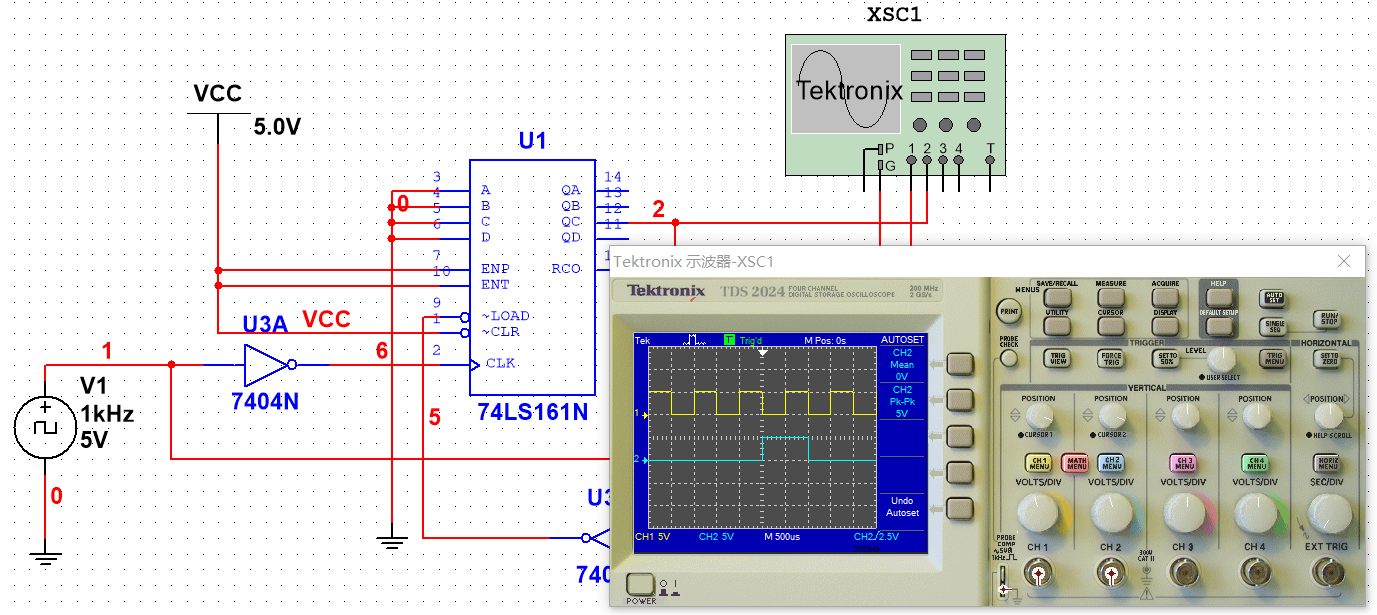 XSC1
VCC
5.0V
Tektronix
P
G
1 2 3 4 T
U1
3 A QA 14
4 B QB 13
5 C QC 12
6 D QD 11
0
2
7 ENP RCO
10 ENT
9 ~LOAD
1 ~CLR
2 CLK
74LS161N
VCC
U3A
7404N
1
6
5
V1
1kHz
5V
0
Tektronix 示波器-XSC1
Tektronix TDS 2024 FOUR CHANNEL
DIGITAL STORAGE OSCILLOSCOPE
200 MHz
2 GS/s
Tek T Trig'd M Pos: 0s AUTOSET
CH2
Mean
0V
CH2
Pk-Pk
5V
1
2
Undo
Autoset
CH1 5V CH2 5V M 500us CH2/2.5V
POWER
MENUS
SAVE/RECALL MEASURE ACQUIRE
UTILITY CURSOR DISPLAY
HELP
DEFAULT SETUP
AUTO
SET
SINGLE
SEQ
RUN/
STOP
PRINT
PROBE
CHECK
TRIGGER
TRIG
VIEW
FORCE
TRIG
SET TO
50%
LEVEL
USER SELECT
TRIG
MENU
HORIZONTAL
SET TO
ZERO
VERTICAL
POSITION POSITION POSITION POSITION POSITION
CURSOR 1 CURSOR 2 HELP SCROLL
CH 1
MENU
MATH
MENU
CH 2
MENU
CH 3
MENU
CH 4
MENU
HORIZ
MENU
VOLTS/DIV VOLTS/DIV VOLTS/DIV VOLTS/DIV SEC/DIV
PROBE
COMP
~5V@
1kHz
CH 1 CH 2 CH 3 CH 4 EXT TRIG
300V
CAT II